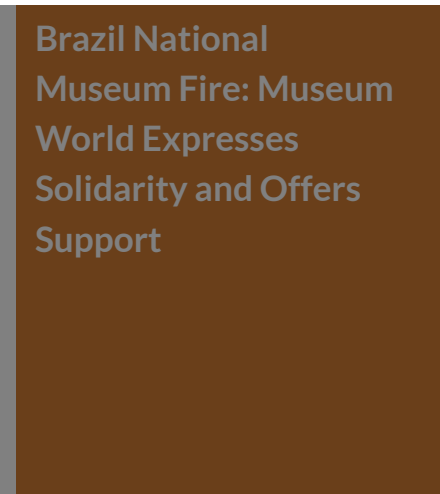 Brazil National
Museum Fire: Museum
World Expresses
Solidarity and Offers
Support